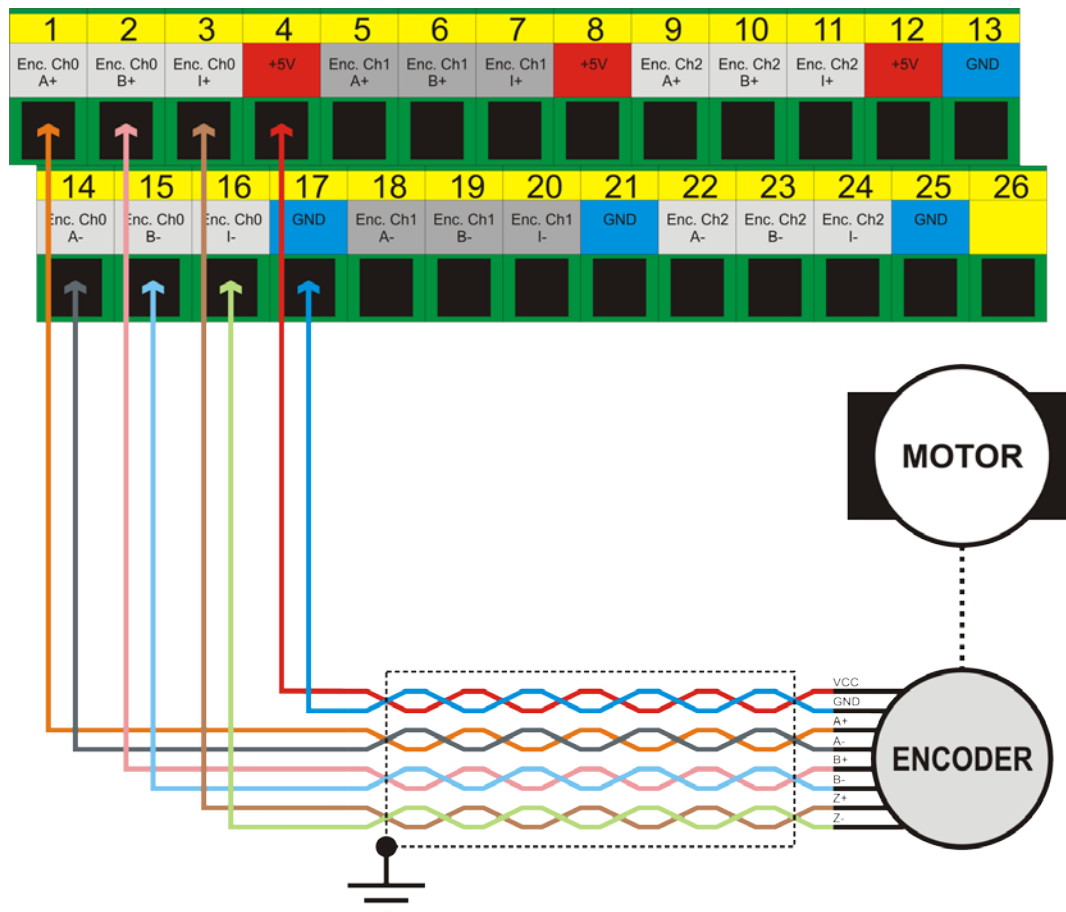 1 2 3 4 5 6 7 8 9 10 11 12 13
Enc. Ch0 Enc. Ch0 Enc. Ch0 +5V Enc. Ch1 Enc. Ch1 Enc. Ch1 +5V Enc. Ch2 Enc. Ch2 Enc. Ch2 +5V GND
A+ B+ I+ A+ B+ I+ A+ B+ I+
14 15 16 17 18 19 20 21 22 23 24 25 26
Enc. Ch0 Enc. Ch0 Enc. Ch0 GND Enc. Ch1 Enc. Ch1 Enc. Ch1 GND Enc. Ch2 Enc. Ch2 Enc. Ch2 GND
A- B- I- A- B- I- A- B- I-
MOTOR
VCC
GND
A+
A-
B+
B-
Z+
Z-
ENCODER